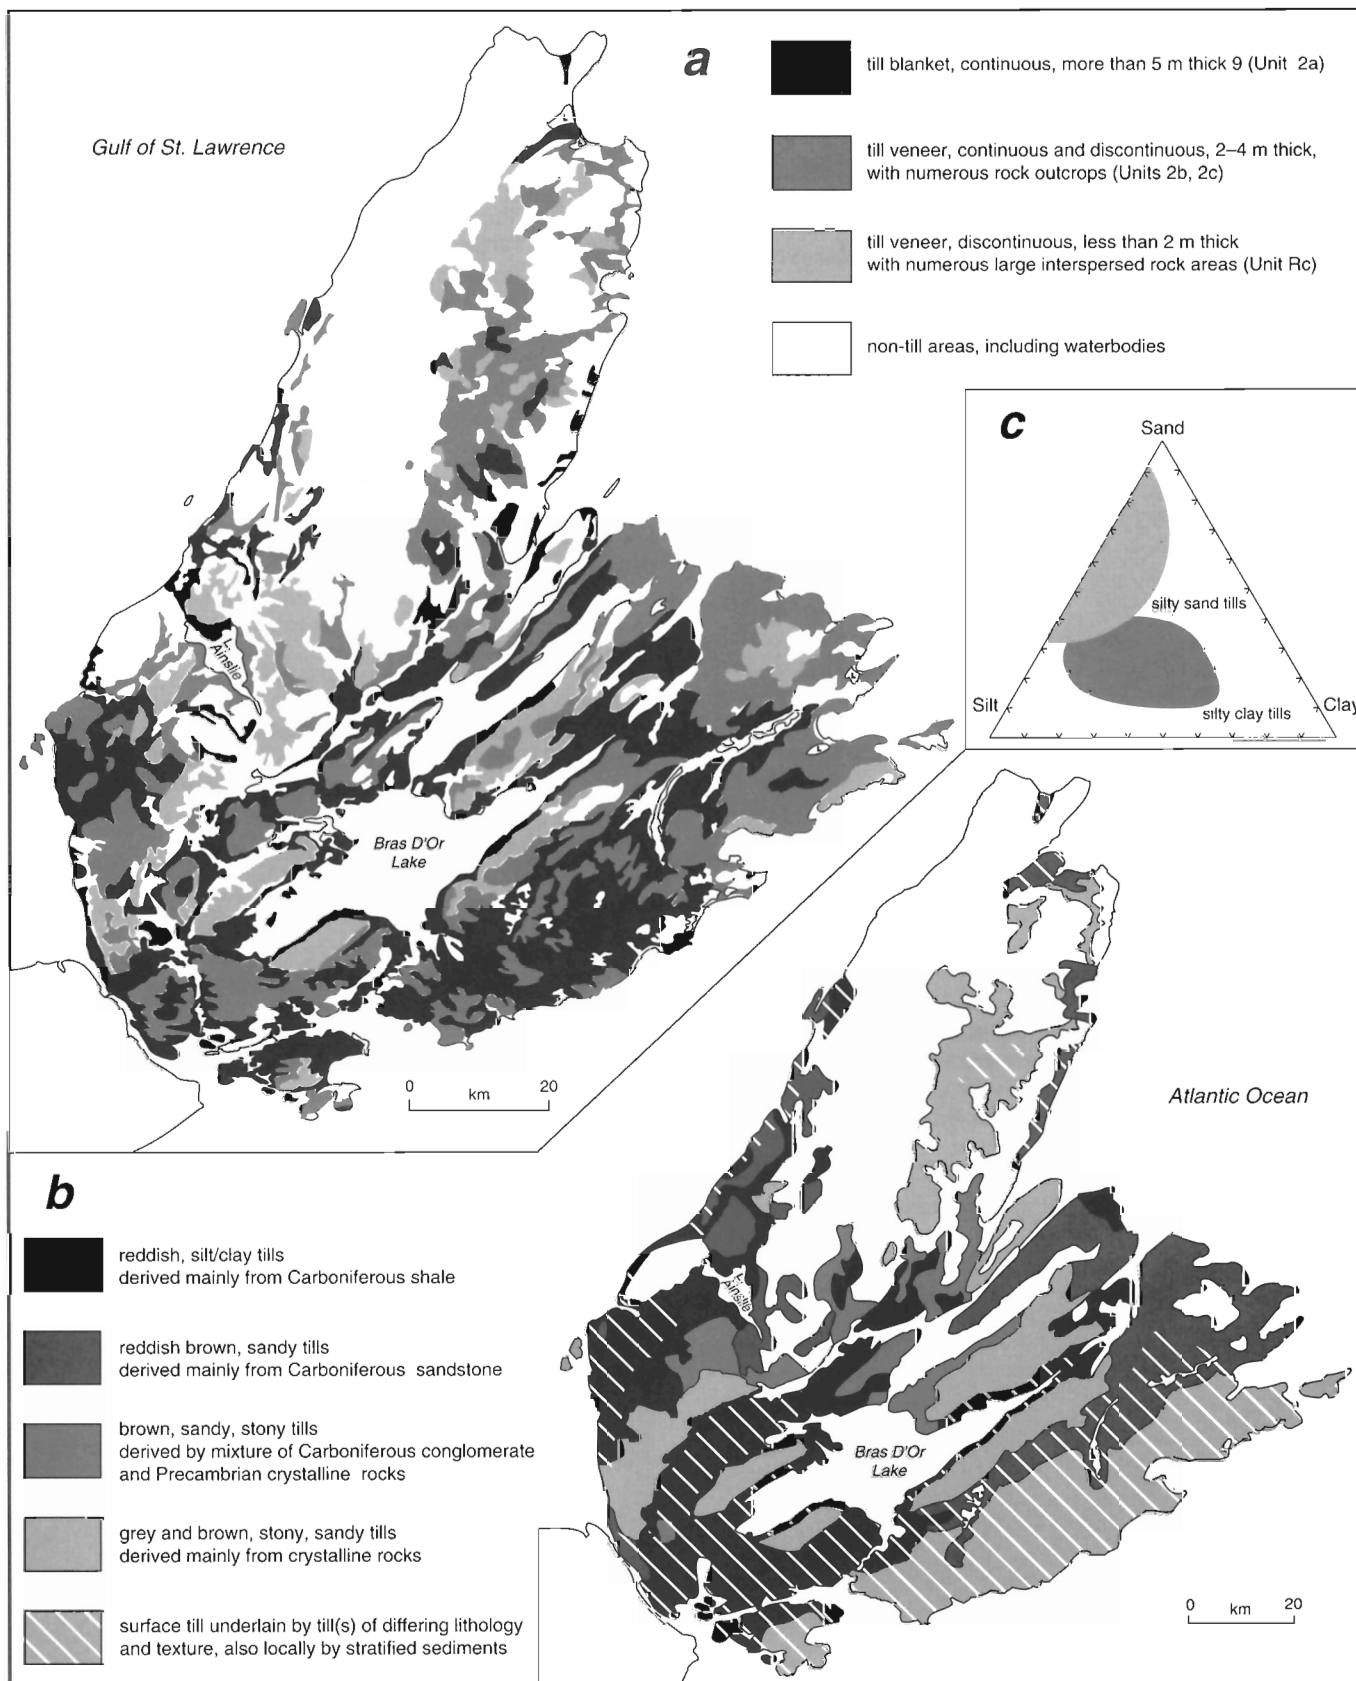 a
Gulf of St. Lawrence
till blanket, continuous, more than 5 m thick 9 (Unit 2a)
till veneer, continuous and discontinuous, 2–4 m thick,
with numerous rock outcrops (Units 2b, 2c)
till veneer, discontinuous, less than 2 m thick
with numerous large interspersed rock areas (Unit Rc)
non-till areas, including waterbodies
L.
Ainslie
Bras D'Or
Lake
0 20
km
c
Sand
silty sand tills
Silt
Clay
silty clay tills
Atlantic Ocean
L.
Ainslie
Bras D'Or
Lake
0 km 20
b
reddish, silt/clay tills
derived mainly from Carboniferous shale
reddish brown, sandy tills
derived mainly from Carboniferous sandstone
brown, sandy, stony tills
derived by mixture of Carboniferous conglomerate
and Precambrian crystalline rocks
grey and brown, stony, sandy tills
derived mainly from crystalline rocks
surface till underlain by till(s) of differing lithology
and texture, also locally by stratified sediments